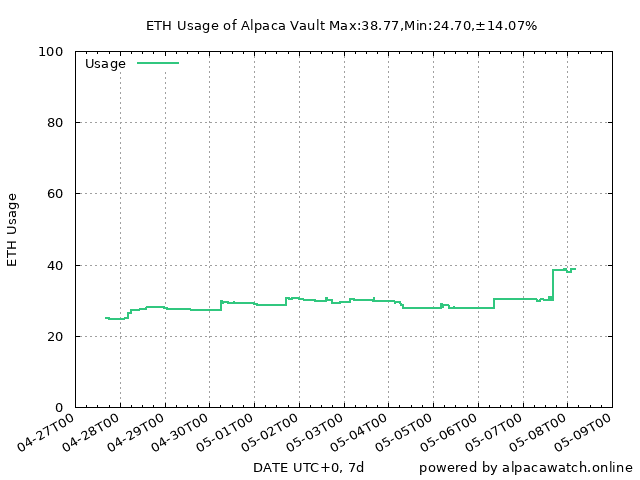 ETH Usage of Alpaca Vault Max:38.77,Min:24.70,±14.07%
Usage
100
80
60
40
20
0
ETH Usage
04-27T00
04-28T00
04-29T00
04-30T00
05-01T00
05-02T00
05-03T00
05-04T00
05-05T00
05-06T00
05-07T00
05-08T00
05-09T00
DATE UTC+0, 7d
powered by alpacawatch.online